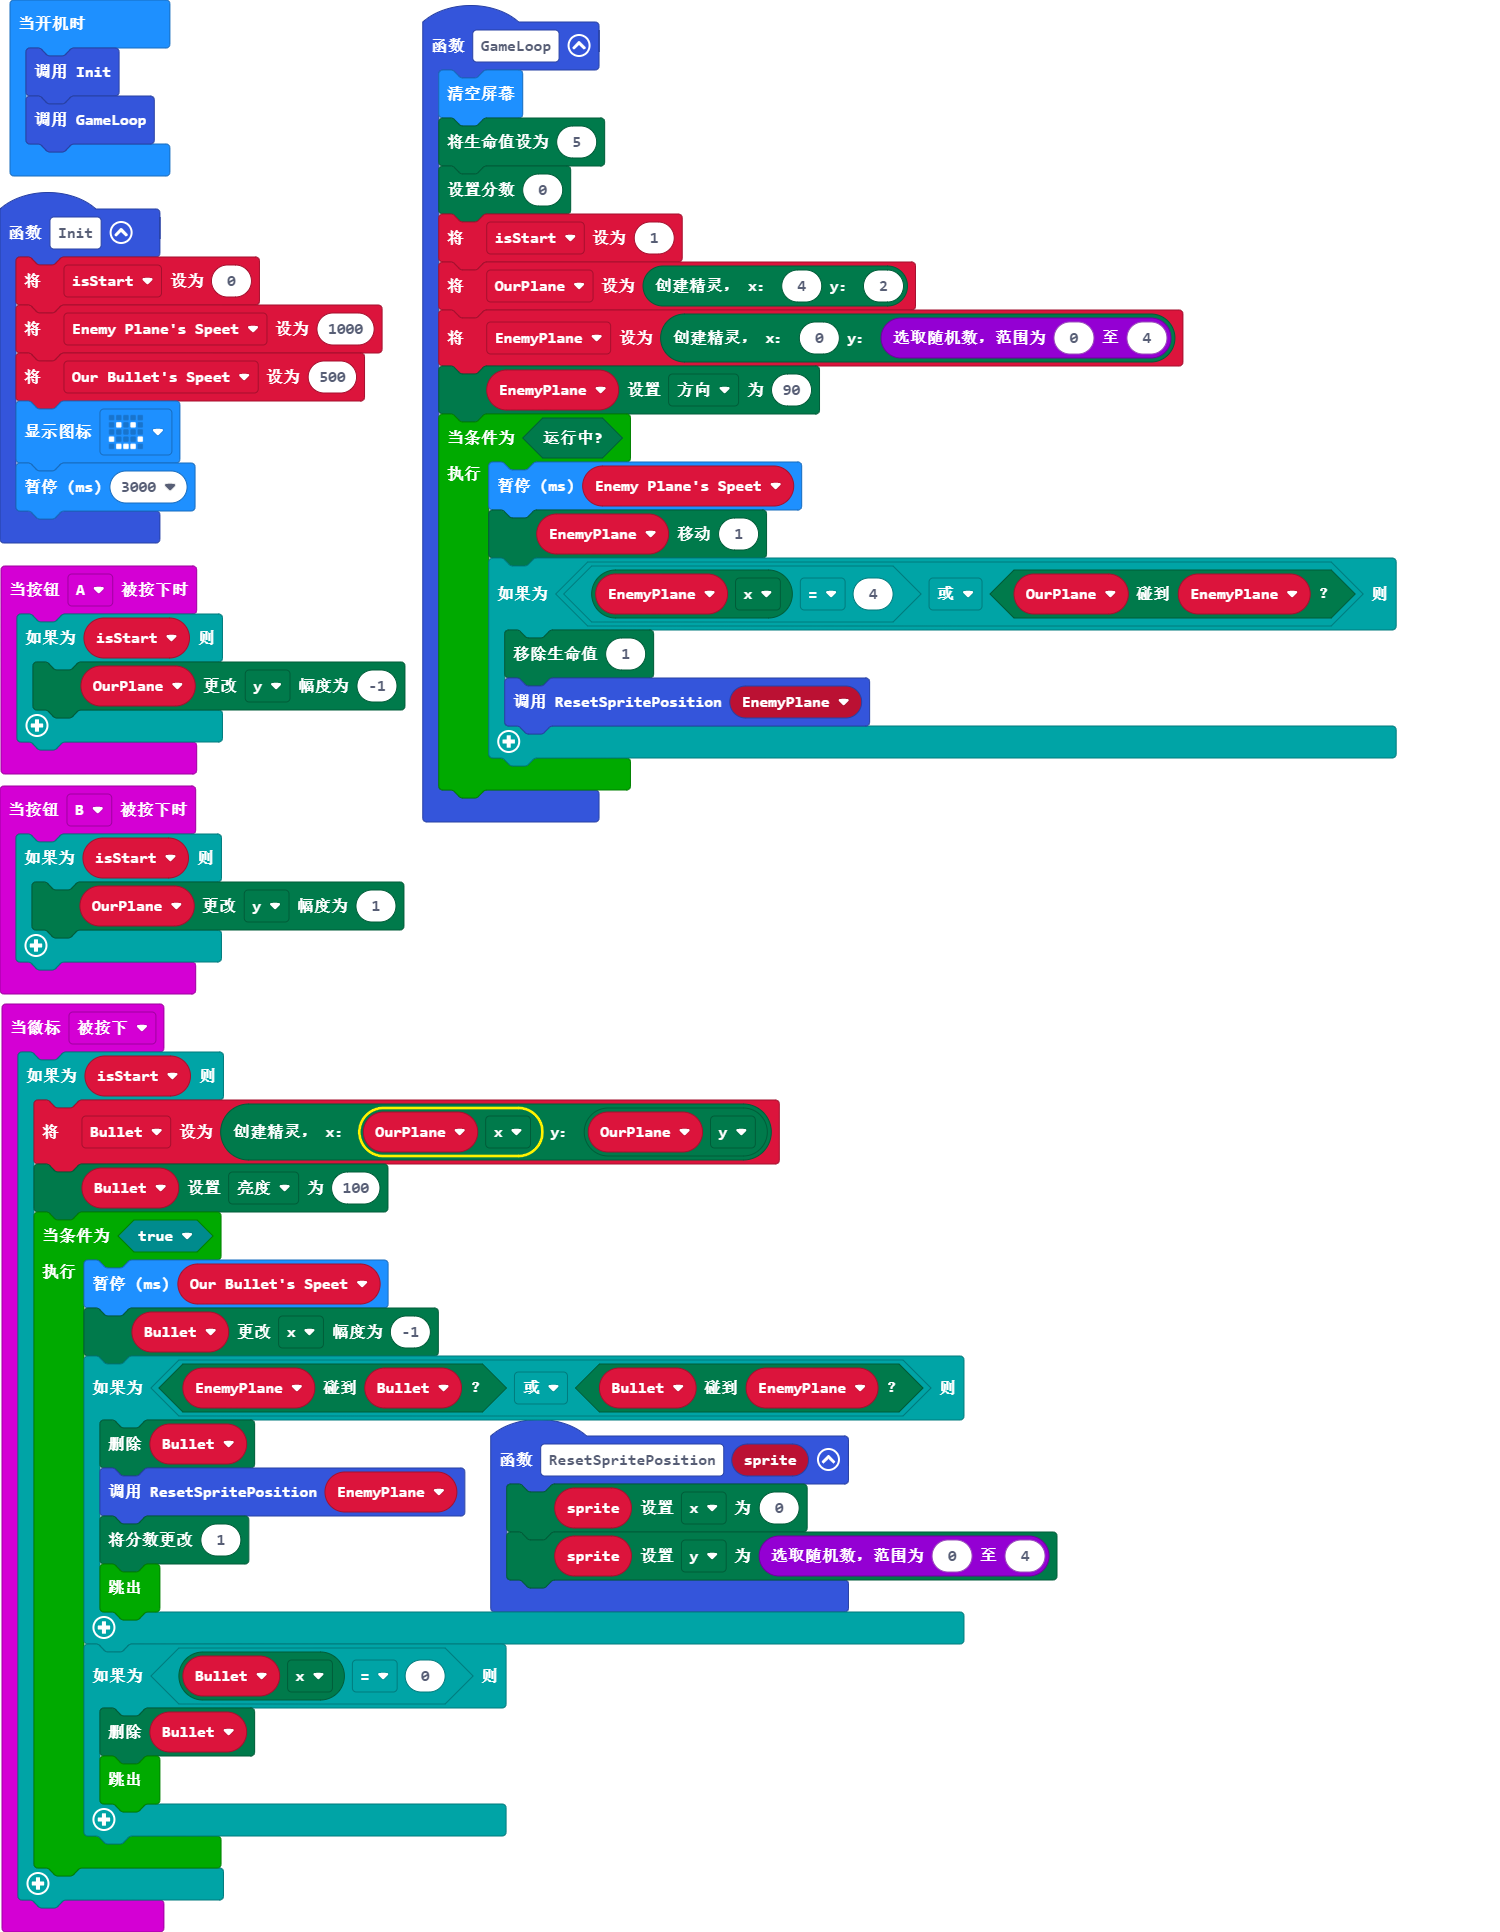 当开机时
调用 Init
调用 GameLoop
函数 Init
将 isStart 设为 0
将 Enemy Plane's Speet 设为 1000
将 Our Bullet's Speet 设为 500
显示图标
暂停 (ms) 3000
当按钮 A 被按下时
如果为 isStart 则
OurPlane 更改 y 幅度为 -1
当按钮 B 被按下时
如果为 isStart 则
OurPlane 更改 y 幅度为 1
函数 GameLoop
清空屏幕
将生命值设为 5
设置分数 0
将 isStart 设为 1
将 OurPlane 设为 创建精灵, x: 4 y: 2
将 EnemyPlane 设为 创建精灵, x: 0 y: 选取随机数, 范围为 0 至 4
EnemyPlane 设置 方向 为 90
当条件为 运行中?
执行
暂停 (ms) Enemy Plane's Speet
EnemyPlane 移动 1
如果为 EnemyPlane x = 4 或 OurPlane 碰到 EnemyPlane ? 则
移除生命值 1
调用 ResetSpritePosition EnemyPlane
当徽标 被按下
如果为 isStart 则
将 Bullet 设为 创建精灵, x: OurPlane x y: OurPlane y
Bullet 设置 亮度 为 100
当条件为 true
执行
暂停 (ms) Our Bullet's Speet
Bullet 更改 x 幅度为 -1
如果为 EnemyPlane 碰到 Bullet ? 或 Bullet 碰到 EnemyPlane ? 则
删除 Bullet
调用 ResetSpritePosition EnemyPlane
将分数更改 1
跳出
如果为 Bullet x = 0 则
删除 Bullet
跳出
函数 ResetSpritePosition sprite
sprite 设置 x 为 0
sprite 设置 y 为 选取随机数, 范围为 0 至 4